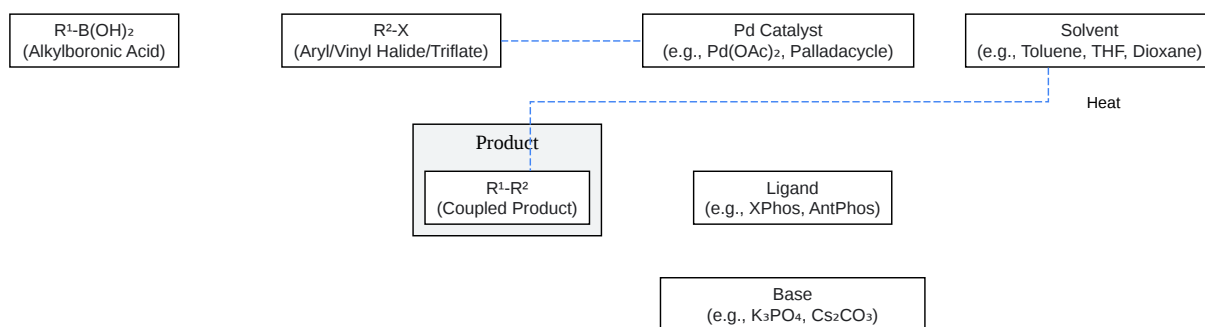 R¹-B(OH)₂
(Alkylboronic Acid)
R²-X
(Aryl/Vinyl Halide/Triflate)
Pd Catalyst
(e.g., Pd(OAc)₂, Palladacycle)
Solvent
(e.g., Toluene, THF, Dioxane)
Heat
Product
R¹-R²
(Coupled Product)
Ligand
(e.g., XPhos, AntPhos)
Base
(e.g., K₃PO₄, Cs₂CO₃)